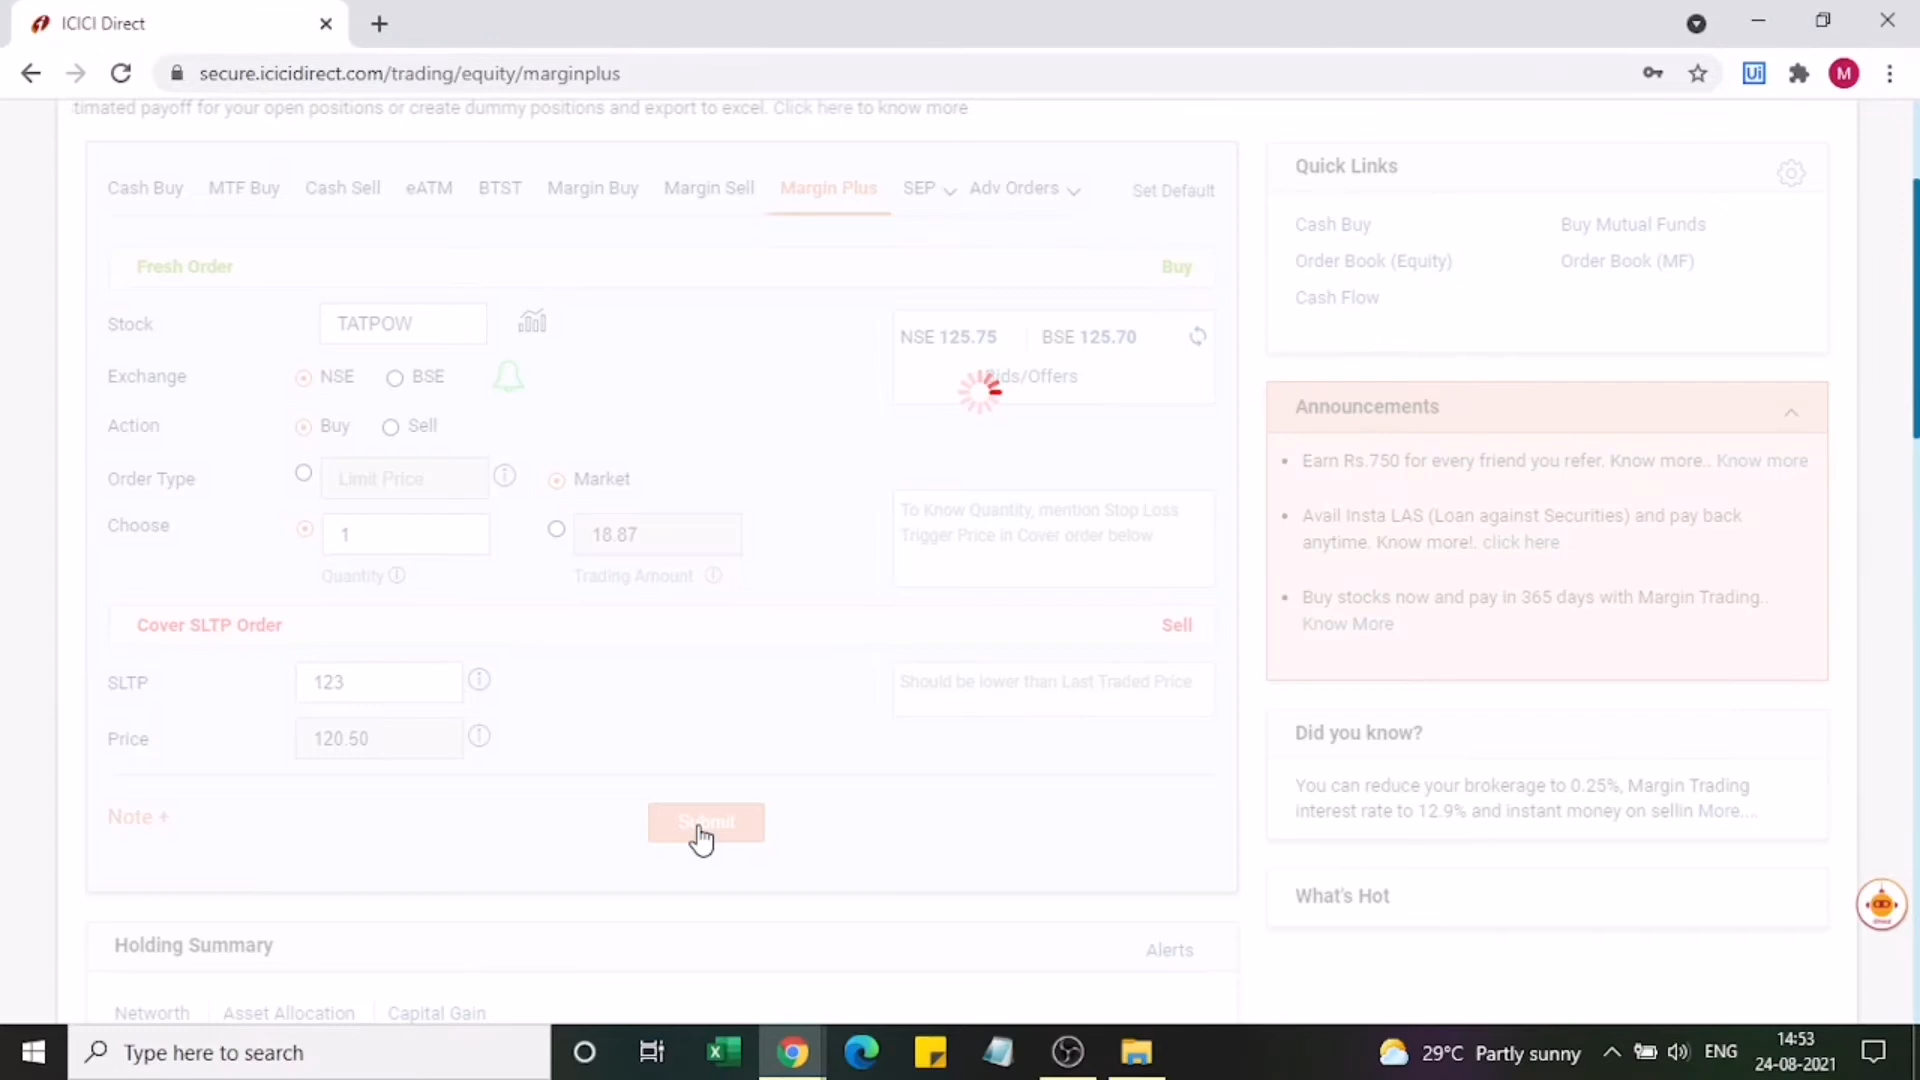 ICICI Direct
secure.icicidirect.com/trading/equity/marginplus
timated payoff for your open positions or create dummy positions and export to excel. Click here to know more
Cash Buy MTF Buy Cash Sell eATM BTST Margin Buy Margin Sell Margin Plus SEP Adv Orders Set Default
Fresh Order Buy
Stock TATPOW
NSE 125.75 BSE 125.70
Bids/Offers
Exchange NSE BSE
Action Buy Sell
Order Type Limit Price Market
Choose 1 18.87
Quantity Trading Amount
To Know Quantity, mention Stop Loss
Trigger Price in Cover order below
Cover SLTP Order Sell
SLTP 123
Should be lower than Last Traded Price
Price 120.50
Note +
Submit
Holding Summary Alerts
Networth Asset Allocation Capital Gain
Quick Links
Cash Buy Buy Mutual Funds
Order Book (Equity) Order Book (MF)
Cash Flow
Announcements
Earn Rs.750 for every friend you refer. Know more.. Know more
Avail Insta LAS (Loan against Securities) and pay back
anytime. Know more!. click here
Buy stocks now and pay in 365 days with Margin Trading..
Know More
Did you know?
You can reduce your brokerage to 0.25%, Margin Trading
interest rate to 12.9% and instant money on sellin More....
What's Hot
Type here to search
29°C Partly sunny
ENG
14:53
24-08-2021
M
Ui